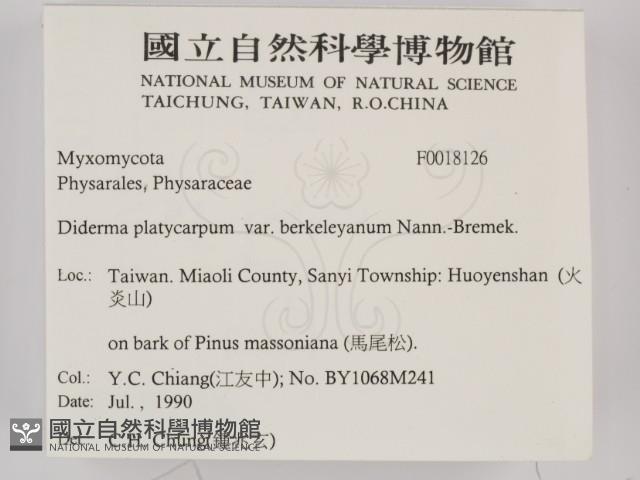 國立自然科學博物館
NATIONAL MUSEUM OF NATURAL SCIENCE
TAICHUNG, TAIWAN, R.O.CHINA
Myxomycota F0018126
Physarales, Physaraceae
Diderma platycarpum var. berkeleyanum Nann.-Bremek.
Loc.: Taiwan. Miaoli County, Sanyi Township: Huoyenshan (火
炎山)
on bark of Pinus massoniana (馬尾松).
Col.: Y.C. Chiang(江友中); No. BY1068M241
Date: Jul., 1990
Det.: C.H. Chung
國立自然科學博物館
NATIONAL MUSEUM OF NATURAL SCIENCE